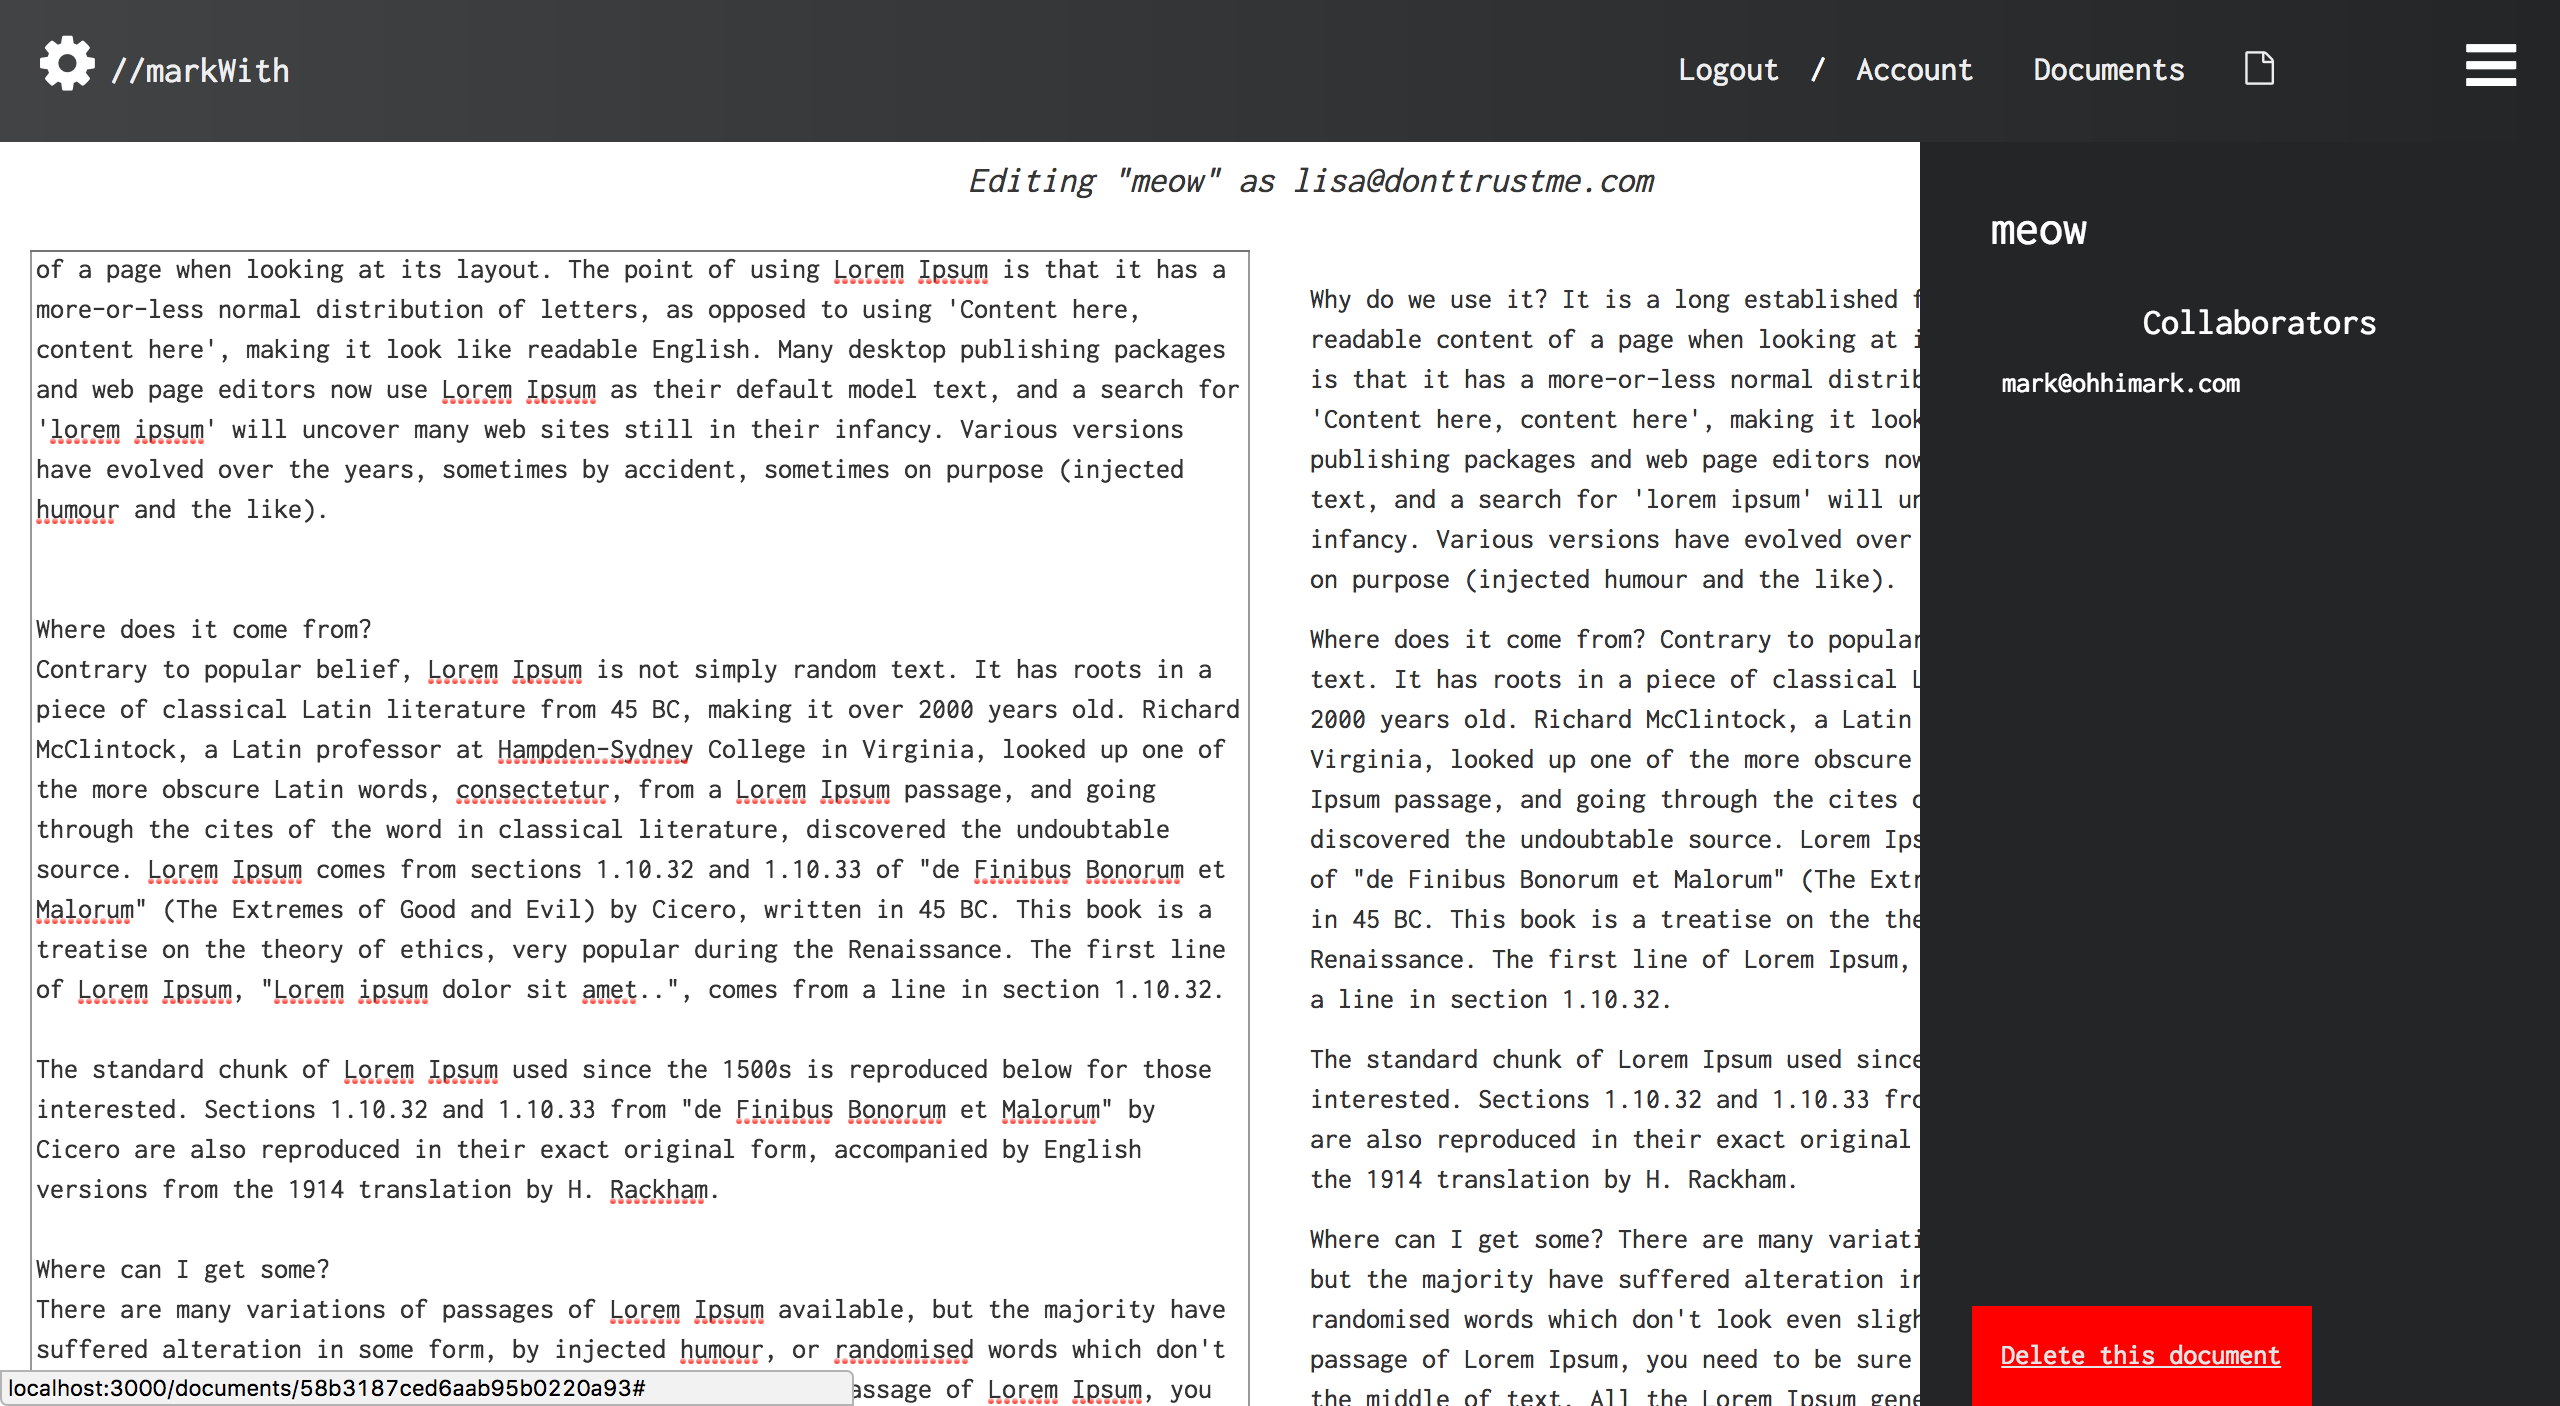 //markWith
Logout / Account Documents
Editing "meow" as lisa@donttrustme.com
of a page when looking at its layout. The point of using Lorem Ipsum is that it has a
more-or-less normal distribution of letters, as opposed to using 'Content here,
content here', making it look like readable English. Many desktop publishing packages
and web page editors now use Lorem Ipsum as their default model text, and a search for
'lorem ipsum' will uncover many web sites still in their infancy. Various versions
have evolved over the years, sometimes by accident, sometimes on purpose (injected
humour and the like).
Where does it come from?
Contrary to popular belief, Lorem Ipsum is not simply random text. It has roots in a
piece of classical Latin literature from 45 BC, making it over 2000 years old. Richard
McClintock, a Latin professor at Hampden-Sydney College in Virginia, looked up one of
the more obscure Latin words, consectetur, from a Lorem Ipsum passage, and going
through the cites of the word in classical literature, discovered the undoubtable
source. Lorem Ipsum comes from sections 1.10.32 and 1.10.33 of "de Finibus Bonorum et
Malorum" (The Extremes of Good and Evil) by Cicero, written in 45 BC. This book is a
treatise on the theory of ethics, very popular during the Renaissance. The first line
of Lorem Ipsum, "Lorem ipsum dolor sit amet..", comes from a line in section 1.10.32.
The standard chunk of Lorem Ipsum used since the 1500s is reproduced below for those
interested. Sections 1.10.32 and 1.10.33 from "de Finibus Bonorum et Malorum" by
Cicero are also reproduced in their exact original form, accompanied by English
versions from the 1914 translation by H. Rackham.
Where can I get some?
There are many variations of passages of Lorem Ipsum available, but the majority have
suffered alteration in some form, by injected humour, or randomised words which don't
assage of Lorem Ipsum, you
localhost:3000/documents/58b3187ced6aab95b0220a93#
Why do we use it? It is a long established
readable content of a page when looking at
is that it has a more-or-less normal distrib
'Content here, content here', making it look
publishing packages and web page editors now
text, and a search for 'lorem ipsum' will un
infancy. Various versions have evolved over
on purpose (injected humour and the like).
Where does it come from? Contrary to popular
text. It has roots in a piece of classical L
2000 years old. Richard McClintock, a Latin
Virginia, looked up one of the more obscure
Ipsum passage, and going through the cites
discovered the undoubtable source. Lorem Ips
of "de Finibus Bonorum et Malorum" (The Extr
in 45 BC. This book is a treatise on the the
Renaissance. The first line of Lorem Ipsum,
a line in section 1.10.32.
The standard chunk of Lorem Ipsum used since
interested. Sections 1.10.32 and 1.10.33 fro
are also reproduced in their exact original
the 1914 translation by H. Rackham.
Where can I get some? There are many variati
but the majority have suffered alteration in
randomised words which don't look even sligh
passage of Lorem Ipsum, you need to be sure
the middle of text. All the Lorem Ipsum gene
meow
Collaborators
mark@ohhimark.com
Delete this document